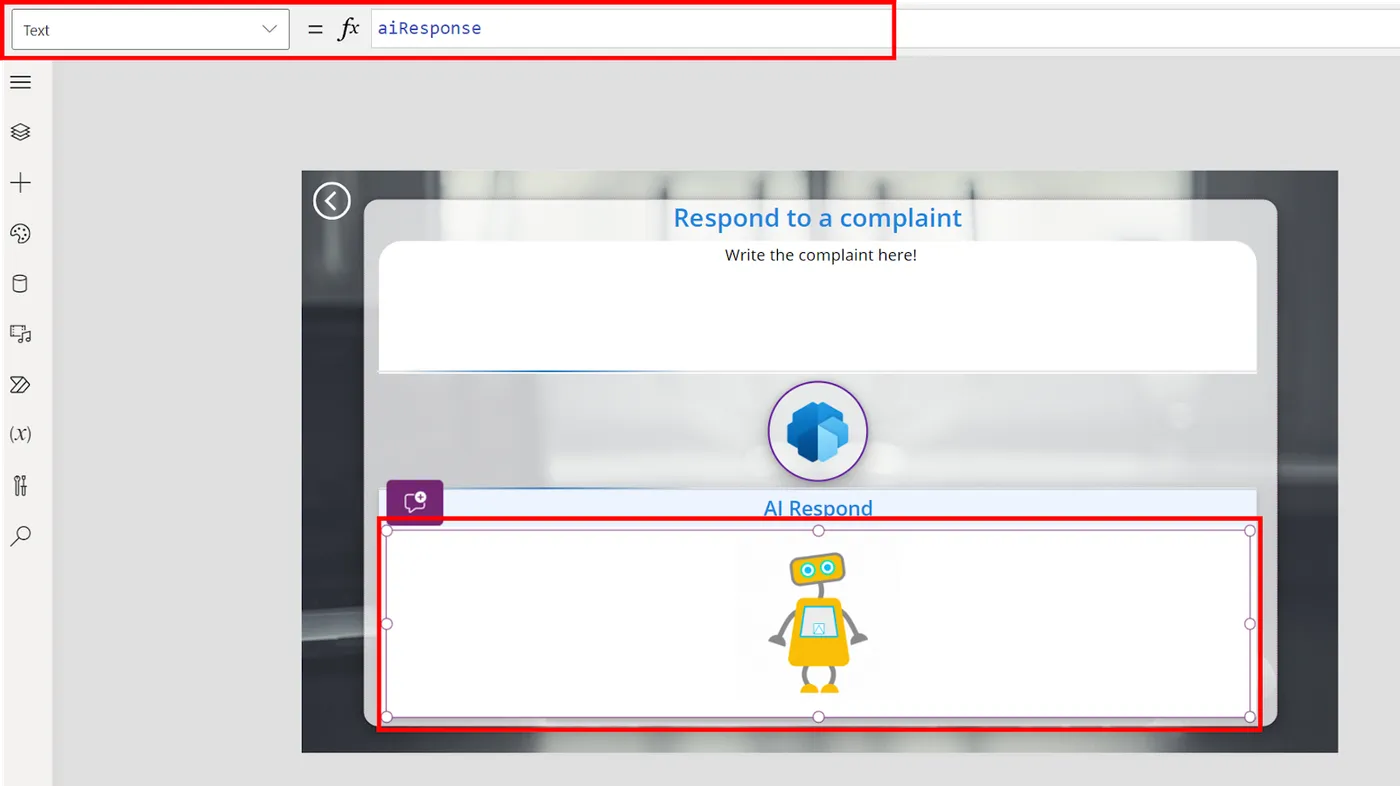 Text
= fx aiResponse
(x)
Respond to a complaint
Write the complaint here!
AI Respond